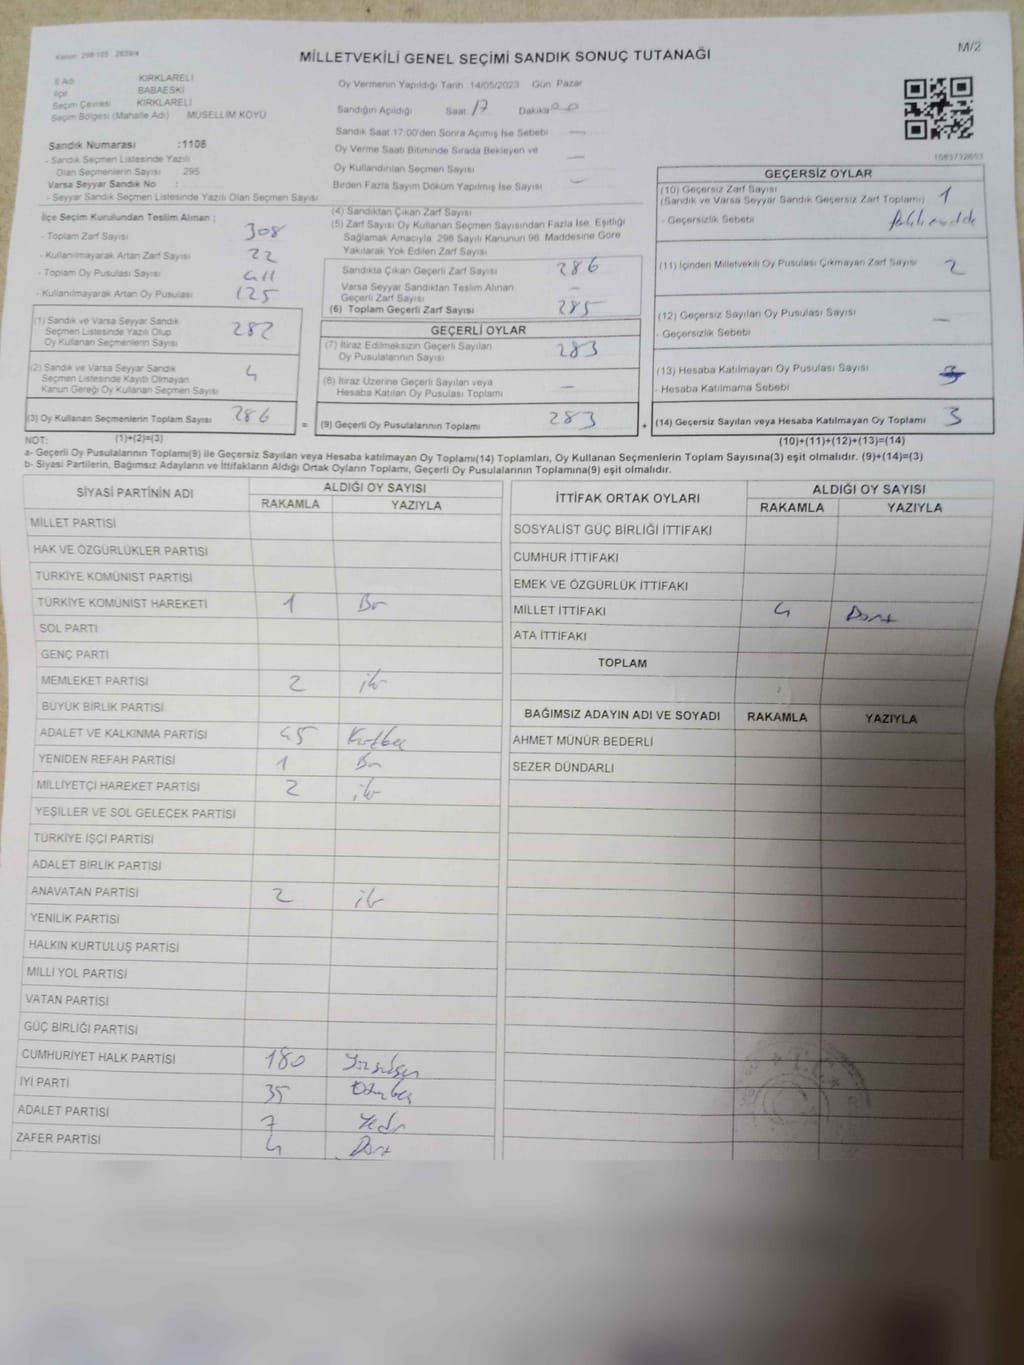 Kanun: 298/105 2839/4
MİLLETVEKİLİ GENEL SEÇİMİ SANDIK SONUÇ TUTANAĞI
M/2
İl Adı KIRKLARELİ
İlçe BABAESKİ
Seçim Çevresi KIRKLARELİ
Seçim Bölgesi (Mahalle Adı) MÜSELLİM KÖYÜ
Oy Vermenin Yapıldığı Tarih 14/05/2023 Gün Pazar
Sandığın Açıldığı Saat 17 Dakika 00
Sandık Saat 17:00'den Sonra Açımış İse Sebebi —
Oy Verme Saati Bitiminde Sırada Bekleyen ve
Oy Kullandırılan Seçmen Sayısı —
Birden Fazla Sayım Döküm Yapılmış İse Sayısı —
Sandık Numarası :1108
- Sandık Seçmen Listesinde Yazılı
Olan Seçmenlerin Sayısı 295
Varsa Seyyar Sandık No :
- Seyyar Sandık Seçmen Listesinde Yazılı Olan Seçmen Sayısı
İlçe Seçim Kurulundan Teslim Alınan ;
- Toplam Zarf Sayısı 308
- Kullanılmayarak Artan Zarf Sayısı 22
- Toplam Oy Pusulası Sayısı 411
- Kullanılmayarak Artan Oy Pusulası 125
(1) Sandık ve Varsa Seyyar Sandık
Seçmen Listesinde Yazılı Olup
Oy Kullanan Seçmenlerin Sayısı 282
(2) Sandık ve Varsa Seyyar Sandık
Seçmen Listesinde Kayıtlı Olmayan
Kanun Gereği Oy Kullanan Seçmen Sayısı 4
(3) Oy Kullanan Seçmenlerin Toplam Sayısı 286
(4) Sandıktan Çıkan Zarf Sayısı
(5) Zarf Sayısı Oy Kullanan Seçmen Sayısından Fazla İse, Eşitliği
Sağlamak Amacıyla, 298 Sayılı Kanunun 98. Maddesine Göre
Yakılarak Yok Edilen Zarf Sayısı
Sandıkta Çıkan Geçerli Zarf Sayısı 286
Varsa Seyyar Sandıktan Teslim Alınan
Geçerli Zarf Sayısı —
(6) Toplam Geçerli Zarf Sayısı 285
GEÇERLİ OYLAR
(7) İtiraz Edilmeksizin Geçerli Sayılan
Oy Pusulalarının Sayısı 283
(8) İtiraz Üzerine Geçerli Sayılan veya
Hesaba Katılan Oy Pusulası Toplamı —
= (9) Geçerli Oy Pusulalarının Toplamı 283
1083732653
GEÇERSİZ OYLAR
(10) Geçersiz Zarf Sayısı
(Sandık ve Varsa Seyyar Sandık Geçersiz Zarf Toplamı) 1
- Geçersizlik Sebebi
(11) İçinden Milletvekili Oy Pusulası Çıkmayan Zarf Sayısı 2
(12) Geçersiz Sayılan Oy Pusulası Sayısı —
- Geçersizlik Sebebi
(13) Hesaba Katılmayan Oy Pusulası Sayısı
- Hesaba Katılmama Sebebi
+ (14) Geçersiz Sayılan veya Hesaba Katılmayan Oy Toplamı 3
NOT: (1)+(2)=(3)
(10)+(11)+(12)+(13)=(14)
a- Geçerli Oy Pusulalarının Toplamı(9) ile Geçersiz Sayılan veya Hesaba katılmayan Oy Toplamı(14) Toplamları, Oy Kullanan Seçmenlerin Toplam Sayısına(3) eşit olmalıdır. (9)+(14)=(3)
b- Siyasi Partilerin, Bağımsız Adayların ve İttifakların Aldığı Ortak Oyların Toplamı, Geçerli Oy Pusulalarının Toplamına(9) eşit olmalıdır.
SİYASİ PARTİNİN ADI ALDIĞI OY SAYISI
RAKAMLA YAZIYLA
MİLLET PARTİSİ
HAK VE ÖZGÜRLÜKLER PARTİSİ
TÜRKİYE KOMÜNİST PARTİSİ
TÜRKİYE KOMÜNİST HAREKETİ 1 Bir
SOL PARTİ
GENÇ PARTİ
MEMLEKET PARTİSİ 2 iki
BÜYÜK BİRLİK PARTİSİ
ADALET VE KALKINMA PARTİSİ 45 Kırkbeş
YENİDEN REFAH PARTİSİ 1 Bir
MİLLİYETÇİ HAREKET PARTİSİ 2 iki
YEŞİLLER VE SOL GELECEK PARTİSİ
TÜRKİYE İŞÇİ PARTİSİ
ADALET BİRLİK PARTİSİ
ANAVATAN PARTİSİ 2 iki
YENİLİK PARTİSİ
HALKIN KURTULUŞ PARTİSİ
MİLLİ YOL PARTİSİ
VATAN PARTİSİ
GÜÇ BİRLİĞİ PARTİSİ
CUMHURİYET HALK PARTİSİ 180 Yüzseksen
İYİ PARTİ 35 Otuzbeş
ADALET PARTİSİ 7 Yedi
ZAFER PARTİSİ 4 Dört
İTTİFAK ORTAK OYLARI ALDIĞI OY SAYISI
RAKAMLA YAZIYLA
SOSYALİST GÜÇ BİRLİĞİ İTTİFAKI
CUMHUR İTTİFAKI
EMEK VE ÖZGÜRLÜK İTTİFAKI
MİLLET İTTİFAKI 4 Dört
ATA İTTİFAKI
TOPLAM
BAĞIMSIZ ADAYIN ADI VE SOYADI RAKAMLA YAZIYLA
AHMET MÜNÜR BEDERLİ
SEZER DÜNDARLI